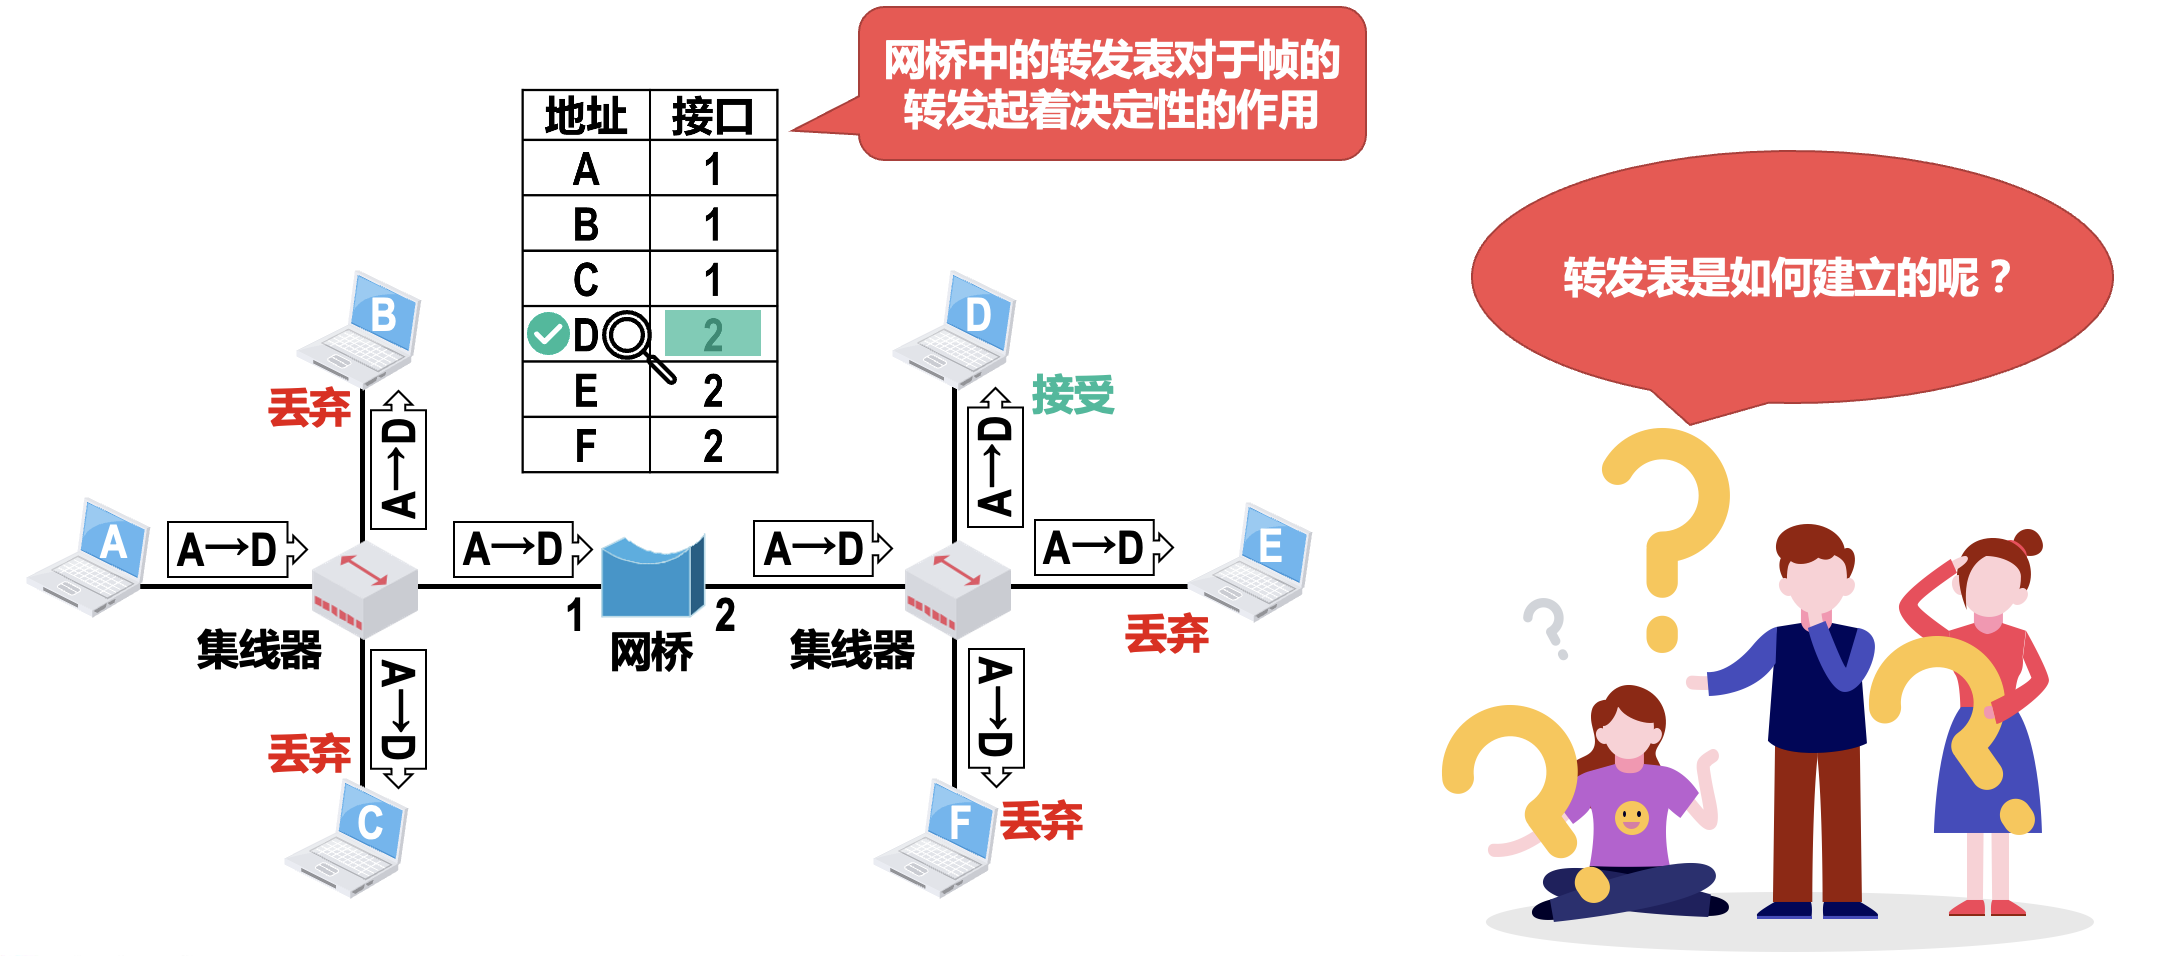 网桥中的转发表对于帧的
转发起着决定性的作用
地址 接口
A 1
B 1
C 1
D 2
E 2
F 2
转发表是如何建立的呢？
B
丢弃
A→D
D
接受
A→D
A
A→D
A→D
A→D
A→D
E
丢弃
集线器
1
网桥
2
集线器
A→D
丢弃
C
A→D
F
丢弃